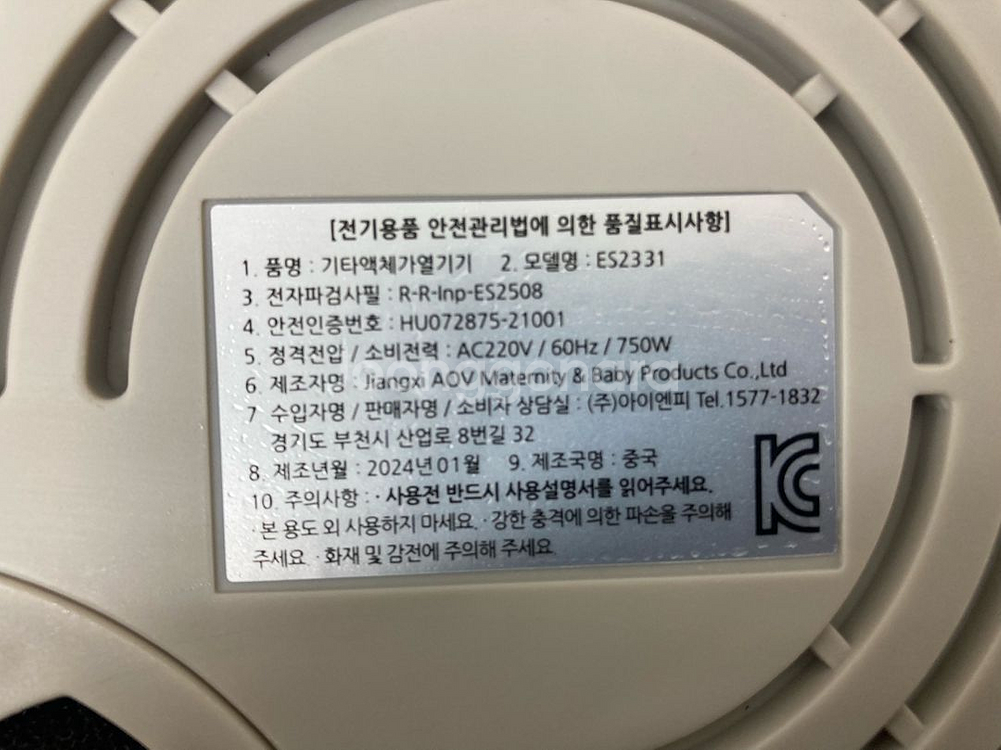 [전기용품 안전관리법에 의한 품질표시사항]
1. 품명 : 기타액체가열기기 2. 모델명 : ES2331
3. 전자파검사필 : R-R-Inp-ES2508
4. 안전인증번호 : HU072875-21001
5. 정격전압 / 소비전력 : AC220V / 60Hz / 750W
6. 제조자명 : Jiangxi AOV Maternity & Baby Products Co.,Ltd
7 수입자명 / 판매자명 / 소비자 상담실 : (주)아이엔피 Tel.1577-1832
경기도 부천시 산업로 8번길 32
8. 제조년월 : 2024년 01월 9. 제조국명 : 중국
10. 주의사항 : · 사용전 반드시 사용설명서를 읽어주세요.
· 본 용도 외 사용하지 마세요. · 강한 충격에 의한 파손을 주의해
주세요 · 화재 및 감전에 주의해 주세요